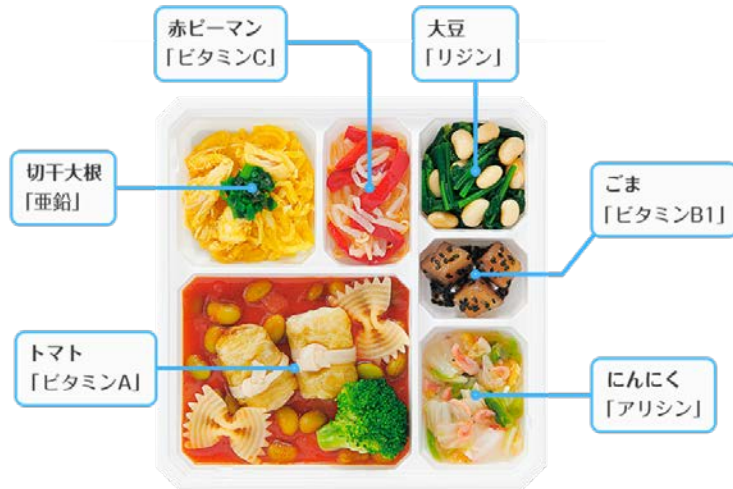 赤ピーマン
「ビタミンC」
大豆
「リジン」
切干大根
「亜鉛」
ごま
「ビタミンB1」
トマト
「ビタミンA」
にんにく
「アリシン」